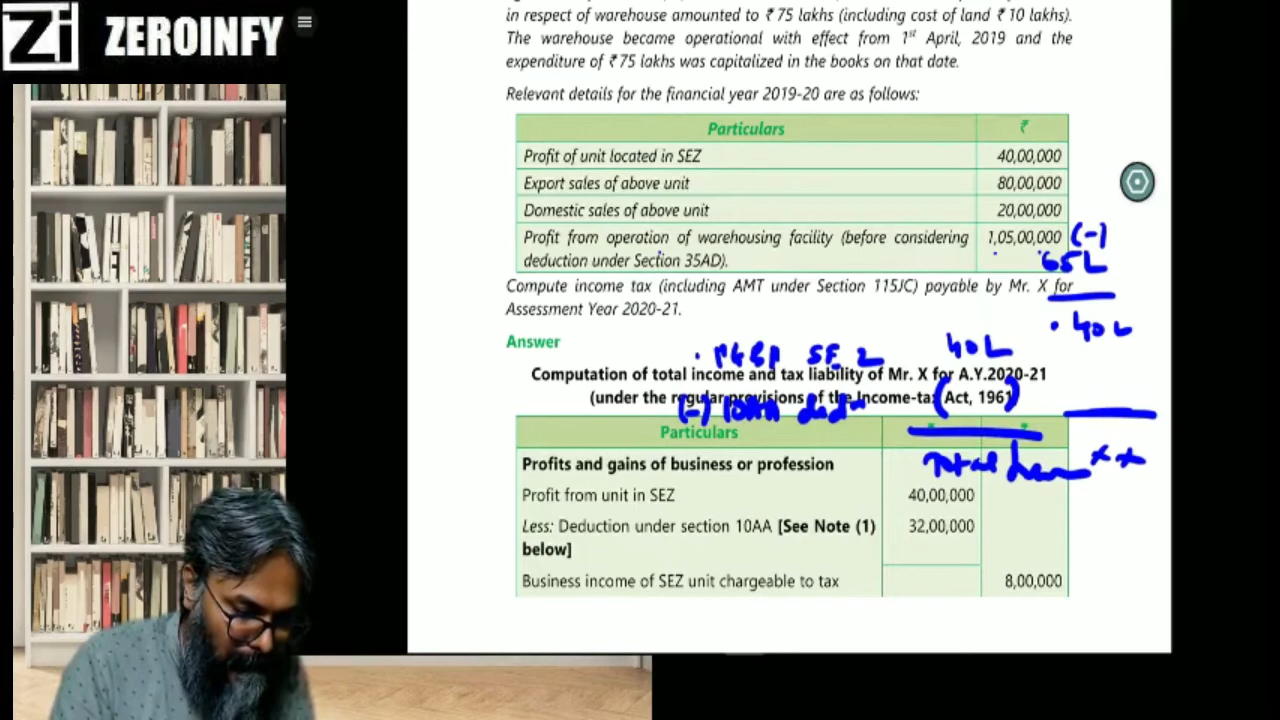 Zi ZEROINFY
in respect of warehouse amounted to ₹ 75 lakhs (including cost of land ₹ 10 lakhs).
The warehouse became operational with effect from 1st April, 2019 and the
expenditure of ₹ 75 lakhs was capitalized in the books on that date.
Relevant details for the financial year 2019-20 are as follows:
Particulars ₹
Profit of unit located in SEZ 40,00,000
Export sales of above unit 80,00,000
Domestic sales of above unit 20,00,000
Profit from operation of warehousing facility (before considering 1,05,00,000 (-)
deduction under Section 35AD). 65L
Compute income tax (including AMT under Section 115JC) payable by Mr. X for
Assessment Year 2020-21.
40L
Answer
PGBP SEZ 40L
Computation of total income and tax liability of Mr. X for A.Y.2020-21
(under the regular provisions of the Income-tax Act, 1961)
(-) 10AA dedn ( )
Particulars ₹ ₹
Profits and gains of business or profession
Total xx
Profit from unit in SEZ 40,00,000
Less: Deduction under section 10AA [See Note (1) 32,00,000
below]
Business income of SEZ unit chargeable to tax 8,00,000